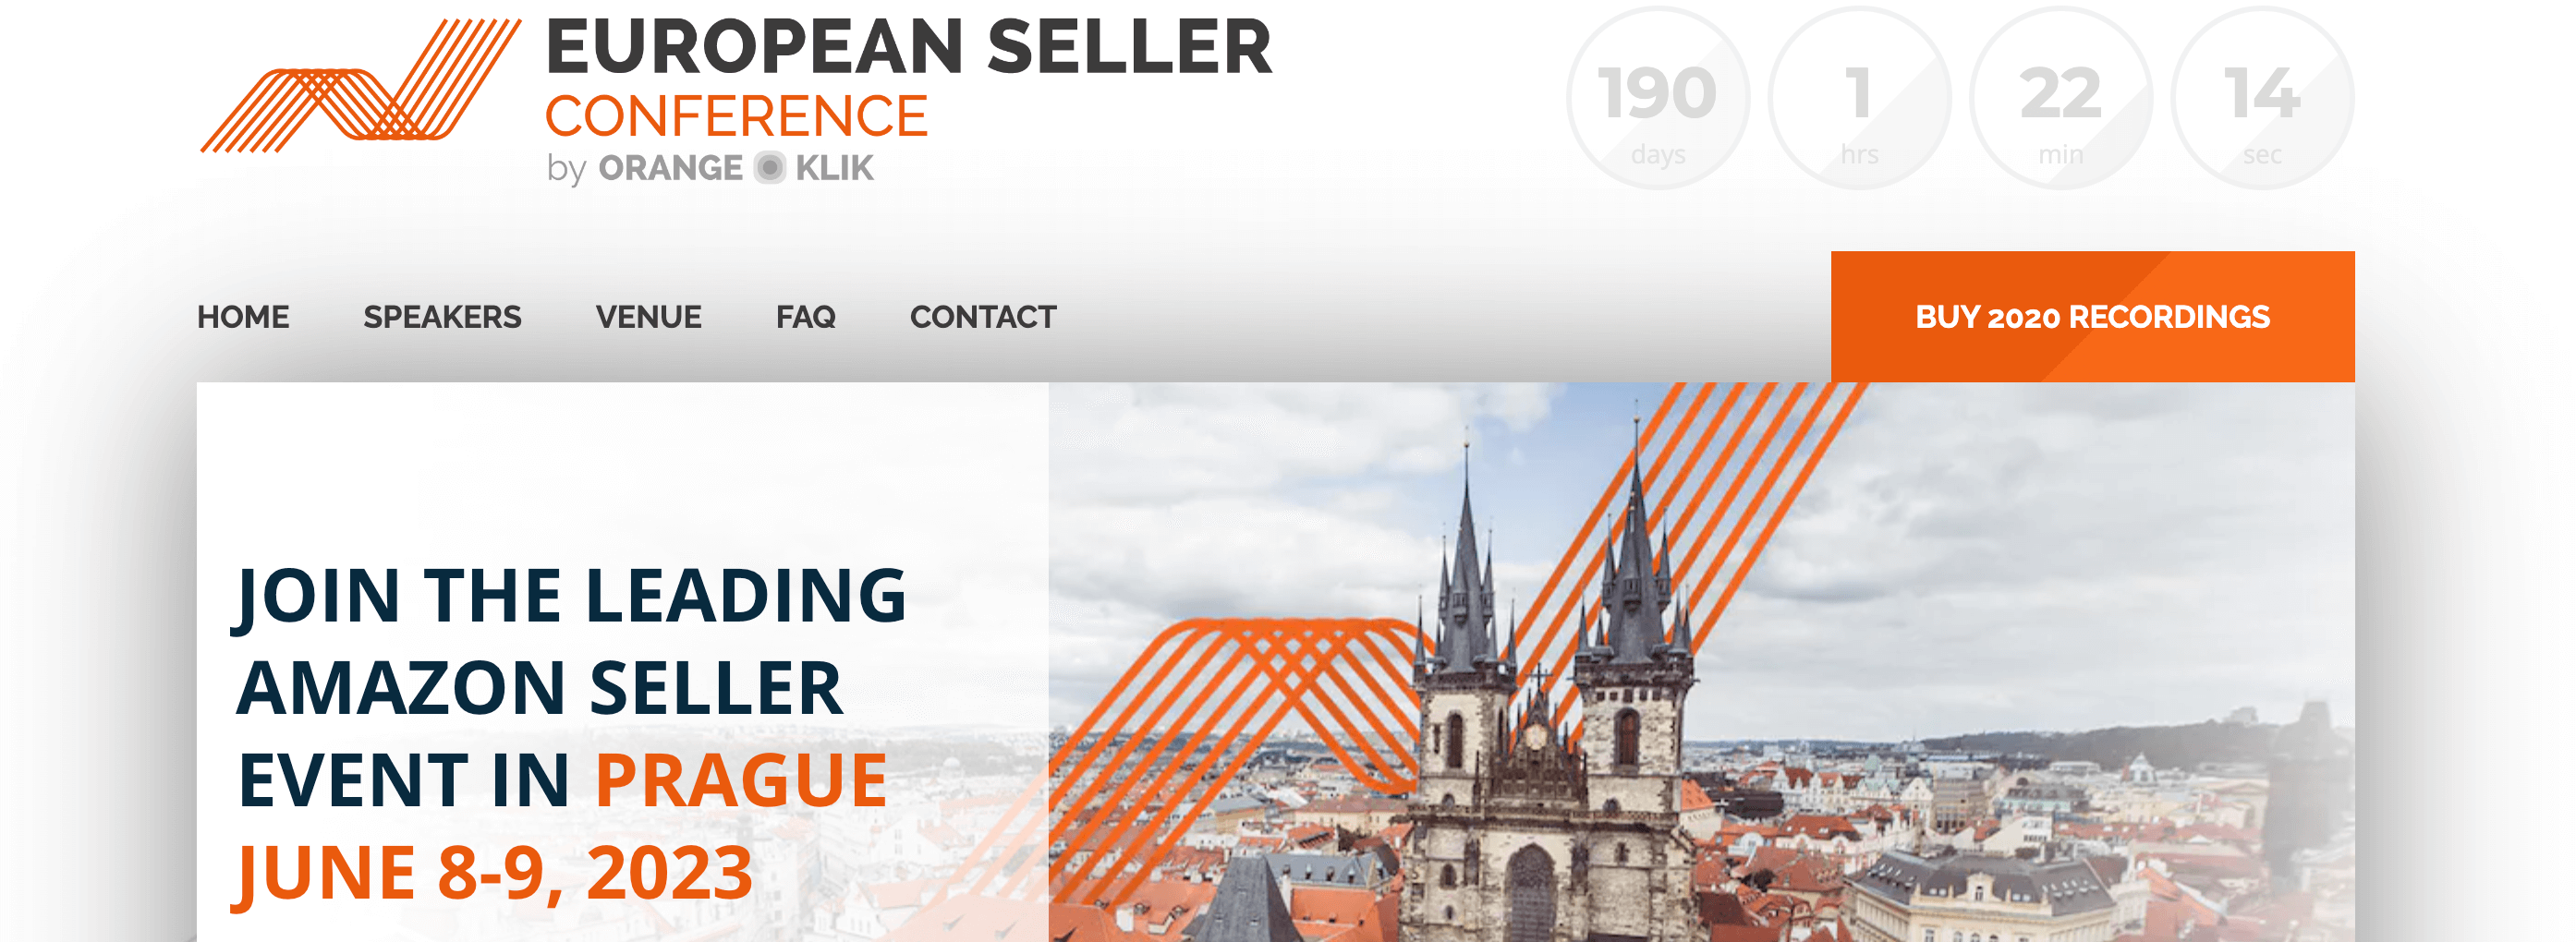 EUROPEAN SELLER
CONFERENCE
by ORANGE KLIK
190 1 22 14
days hrs min sec
HOME SPEAKERS VENUE FAQ CONTACT
BUY 2020 RECORDINGS
JOIN THE LEADING
AMAZON SELLER
EVENT IN PRAGUE
JUNE 8-9, 2023